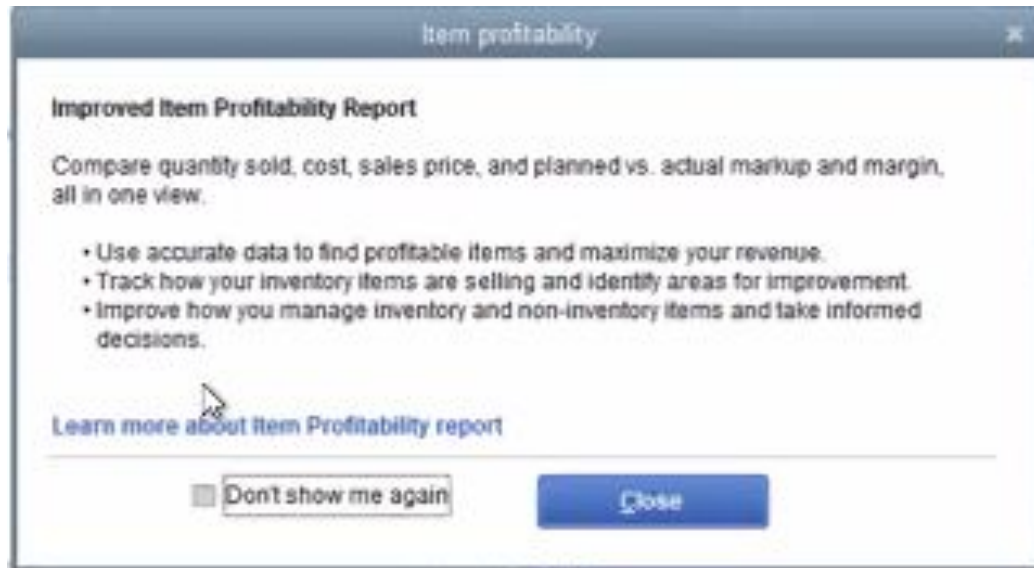 Item profitability
Improved Item Profitability Report
Compare quantity sold, cost, sales price, and planned vs. actual markup and margin,
all in one view.
• Use accurate data to find profitable items and maximize your revenue.
• Track how your inventory items are selling and identify areas for improvement.
• Improve how you manage inventory and non-inventory items and take informed
decisions.
Learn more about Item Profitability report
Don't show me again
Close